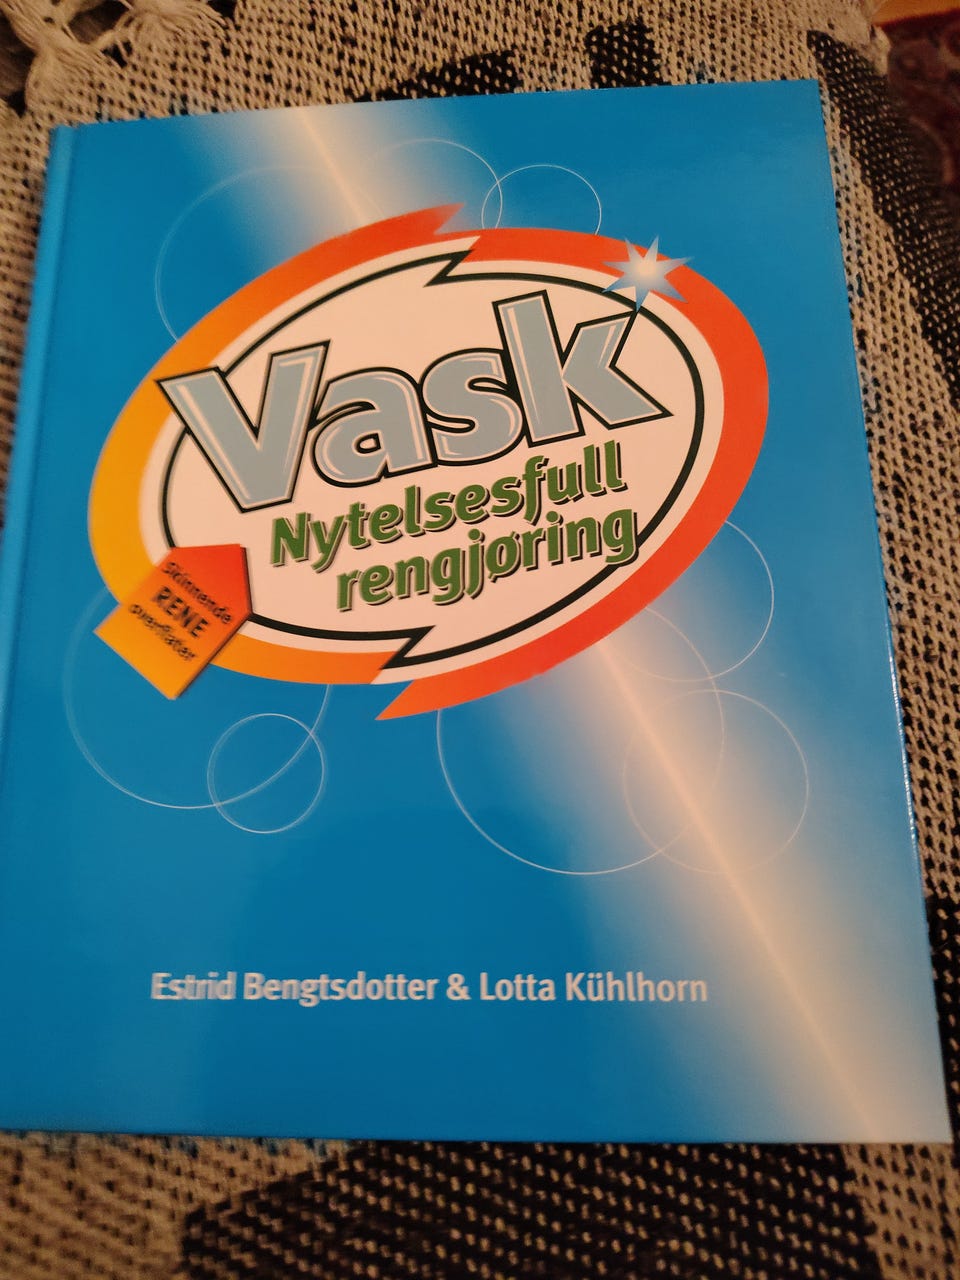 Vask
Nytelsesfull
rengjøring
Skinnende
RENE
overflater
Estrid Bengtsdotter & Lotta Kühlhorn